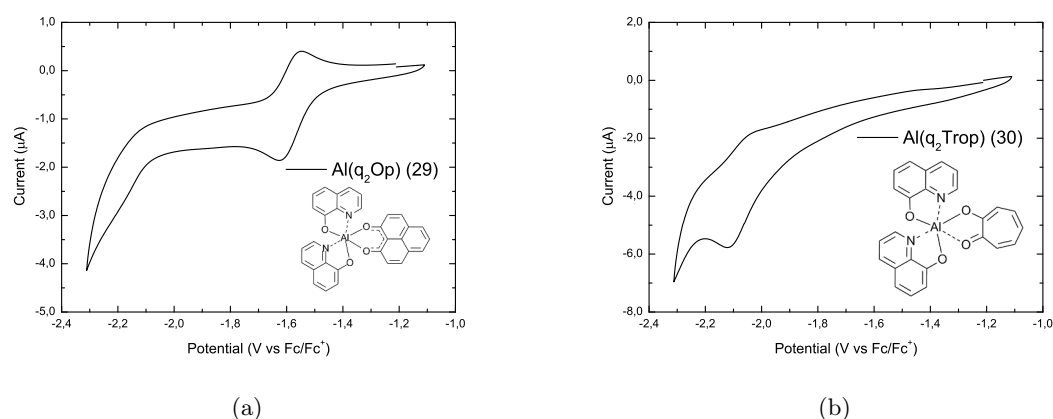 1,0
0,0
-1,0
-2,0
-3,0
-4,0
-5,0
Current (μA)
-2,4 -2,2 -2,0 -1,8 -1,6 -1,4 -1,2 -1,0
Potential (V vs Fc/Fc⁺)
Al(q₂Op) (29)
N
O
Al
O
N
O
O
(a)
2,0
0,0
-2,0
-4,0
-6,0
-8,0
Current (μA)
-2,4 -2,2 -2,0 -1,8 -1,6 -1,4 -1,2 -1,0
Potential (V vs Fc/Fc⁺)
Al(q₂Trop) (30)
N
O
O
Al
N
O
O
(b)